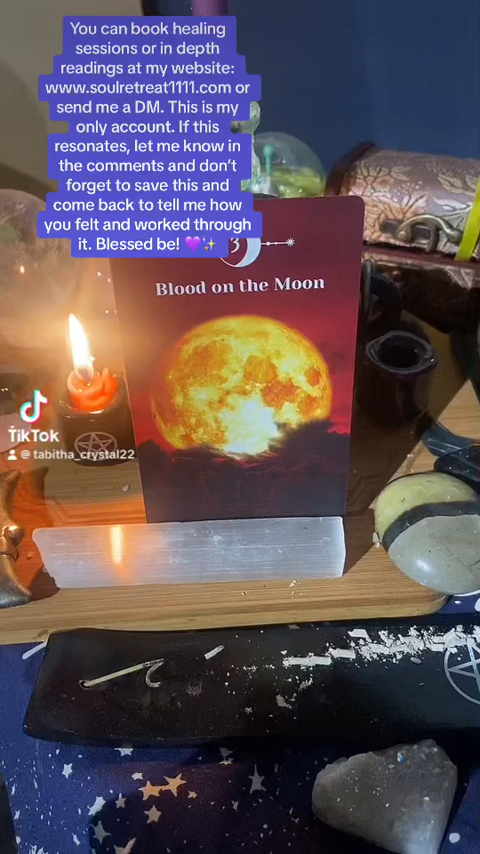 You can book healing
sessions or in depth
readings at my website:
www.soulretreat1111.com or
send me a DM. This is my
only account. If this
resonates, let me know in
the comments and don't
forget to save this and
come back to tell me how
you felt and worked through
it. Blessed be! 💜✨
3
Blood on the Moon
TikTok
@tabitha_crystal22